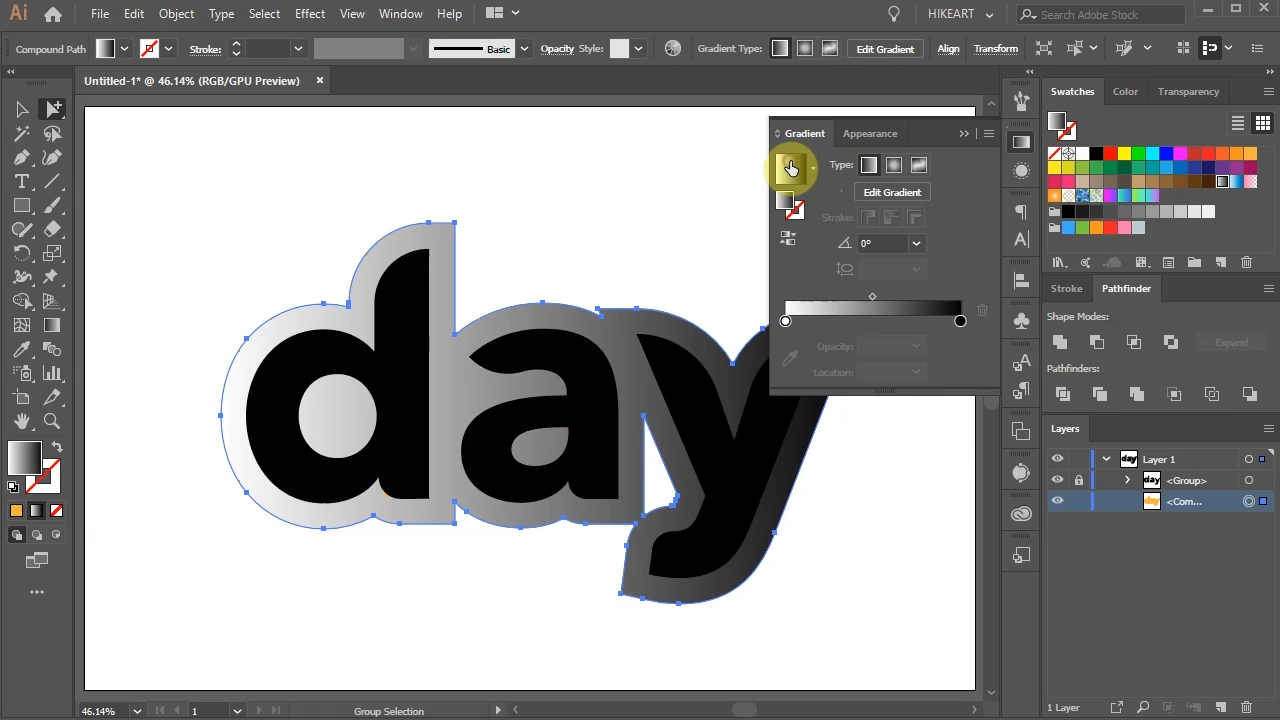 Ai File Edit Object Type Select Effect View Window Help HIKEART Search Adobe Stock
Compound Path Stroke: Basic Opacity Style: Gradient Type: Edit Gradient Align Transform
Untitled-1* @ 46.14% (RGB/GPU Preview)
Swatches Color Transparency
Gradient Appearance
Type:
Edit Gradient
Stroke:
0°
Opacity:
Location:
Stroke Pathfinder
Shape Modes:
Expand
Pathfinders:
Layers
Layer 1
<Group>
<Com...
day
46.14% 1 Group Selection
1 Layer